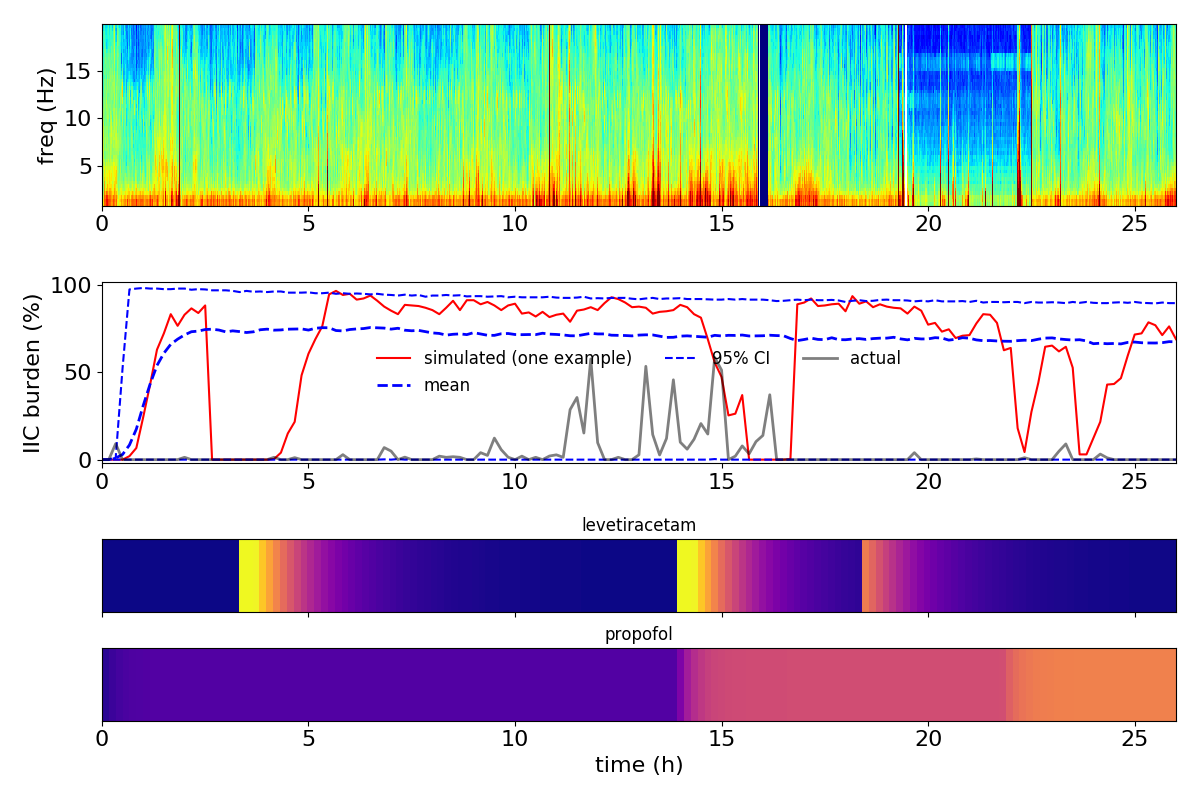 freq (Hz)
15
10
5
0 5 10 15 20 25
IIC burden (%)
100
50
0
simulated (one example) 95% CI actual
mean
0 5 10 15 20 25
levetiracetam
propofol
0 5 10 15 20 25
time (h)